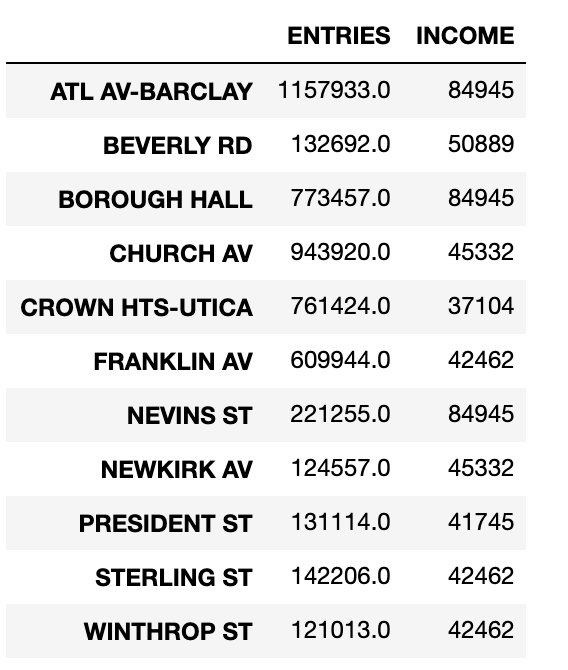 ENTRIES INCOME
ATL AV-BARCLAY 1157933.0 84945
BEVERLY RD 132692.0 50889
BOROUGH HALL 773457.0 84945
CHURCH AV 943920.0 45332
CROWN HTS-UTICA 761424.0 37104
FRANKLIN AV 609944.0 42462
NEVINS ST 221255.0 84945
NEWKIRK AV 124557.0 45332
PRESIDENT ST 131114.0 41745
STERLING ST 142206.0 42462
WINTHROP ST 121013.0 42462